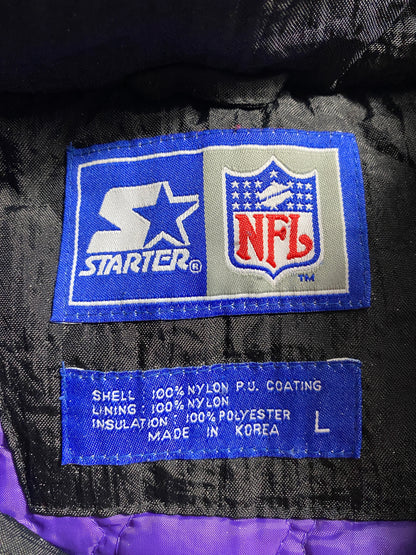 STARTER®
NFL
TM
SHELL : 100% NYLON P.U. COATING
LINING : 100% NYLON
INSULATION : 100% POLYESTER
MADE IN KOREA
L